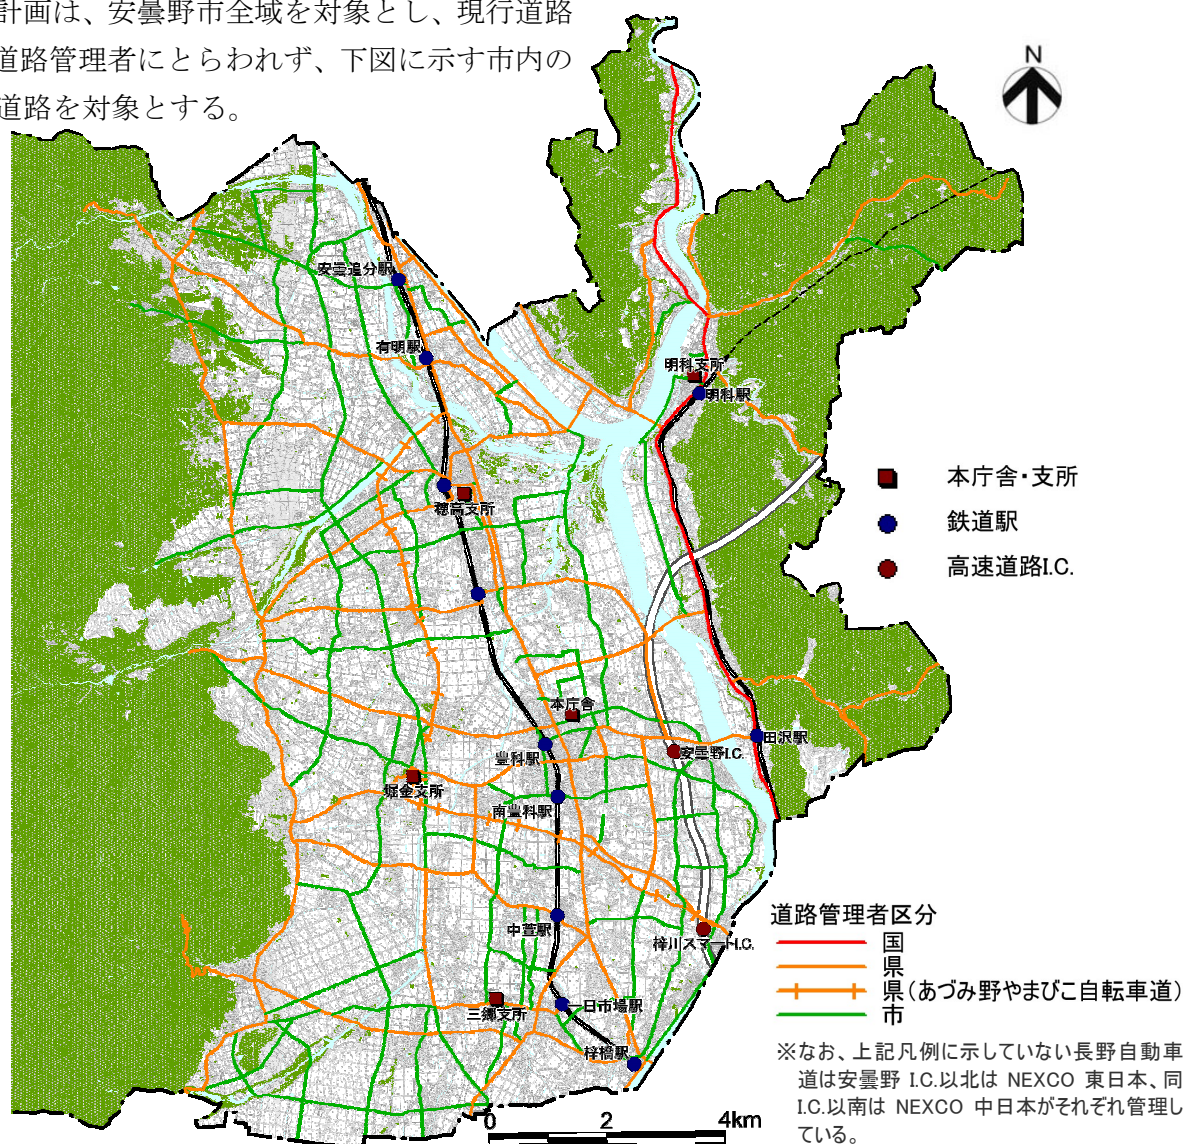 計画は、安曇野市全域を対象とし、現行道路
道路管理者にとらわれず、下図に示す市内の
道路を対象とする。
N
安曇追分駅
有明駅
明科支所
明科駅
穂高支所
本庁舎・支所
鉄道駅
高速道路I.C.
本庁舎
豊科駅
安曇野I.C.
田沢駅
堀金支所
南豊科駅
中萱駅
梓川スマートI.C.
三郷支所
一日市場駅
梓橋駅
道路管理者区分
国
県
県(あづみ野やまびこ自転車道)
市
※なお、上記凡例に示していない長野自動車
道は安曇野 I.C.以北は NEXCO 東日本、同
I.C.以南は NEXCO 中日本がそれぞれ管理し
ている。
0 2 4km